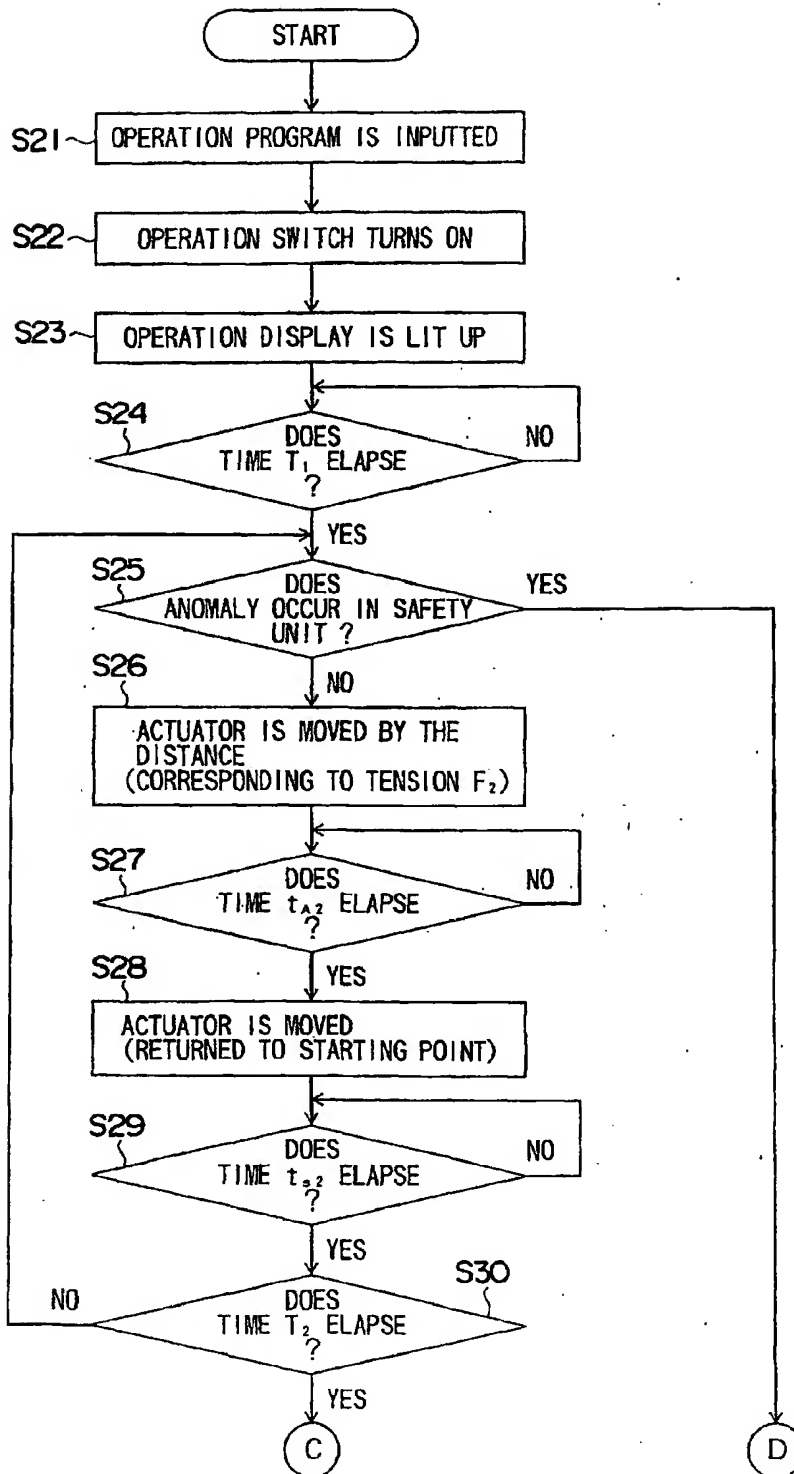 START
S21
OPERATION PROGRAM IS INPUTTED
S22
OPERATION SWITCH TURNS ON
S23
OPERATION DISPLAY IS LIT UP
S24
DOES
TIME T₁ ELAPSE
?
NO
YES
S25
DOES
ANOMALY OCCUR IN SAFETY
UNIT ?
YES
NO
S26
ACTUATOR IS MOVED BY THE
DISTANCE
(CORRESPONDING TO TENSION F₂)
S27
DOES
TIME tA₂ ELAPSE
?
NO
YES
S28
ACTUATOR IS MOVED
(RETURNED TO STARTING POINT)
S29
DOES
TIME ts₂ ELAPSE
?
NO
YES
S30
DOES
TIME T₂ ELAPSE
?
NO
YES
C
D